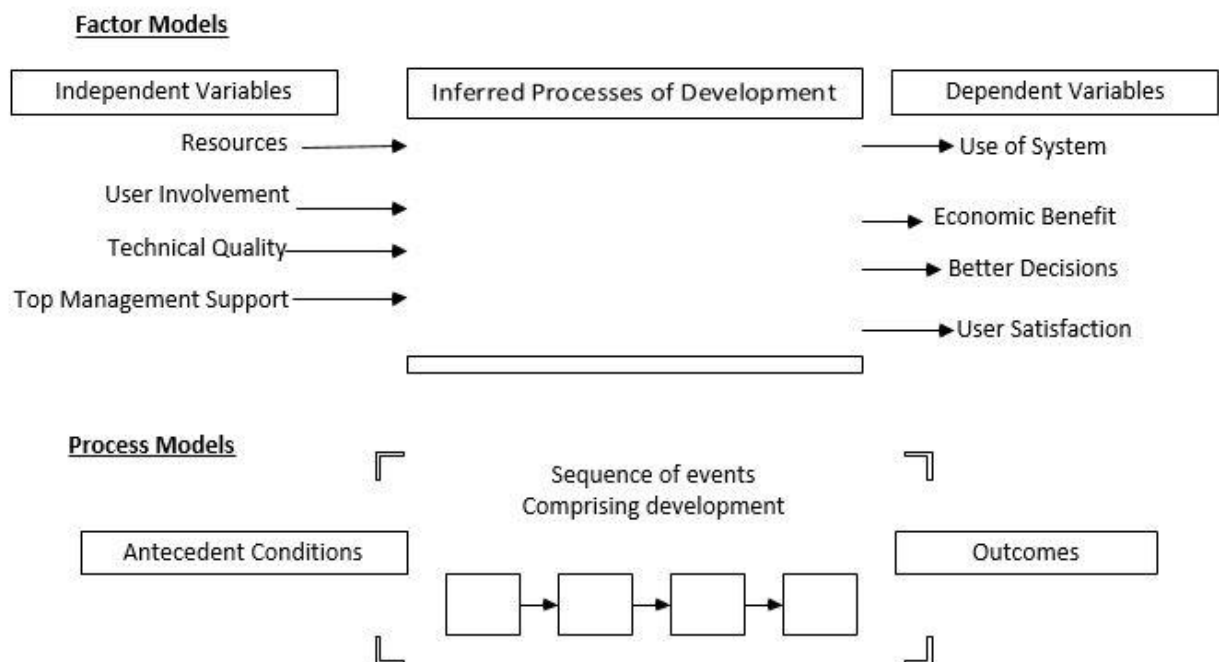 Factor Models
Independent Variables
Inferred Processes of Development
Dependent Variables
Resources
Use of System
User Involvement
Economic Benefit
Technical Quality
Better Decisions
Top Management Support
User Satisfaction
Process Models
Sequence of events
Comprising development
Antecedent Conditions
Outcomes